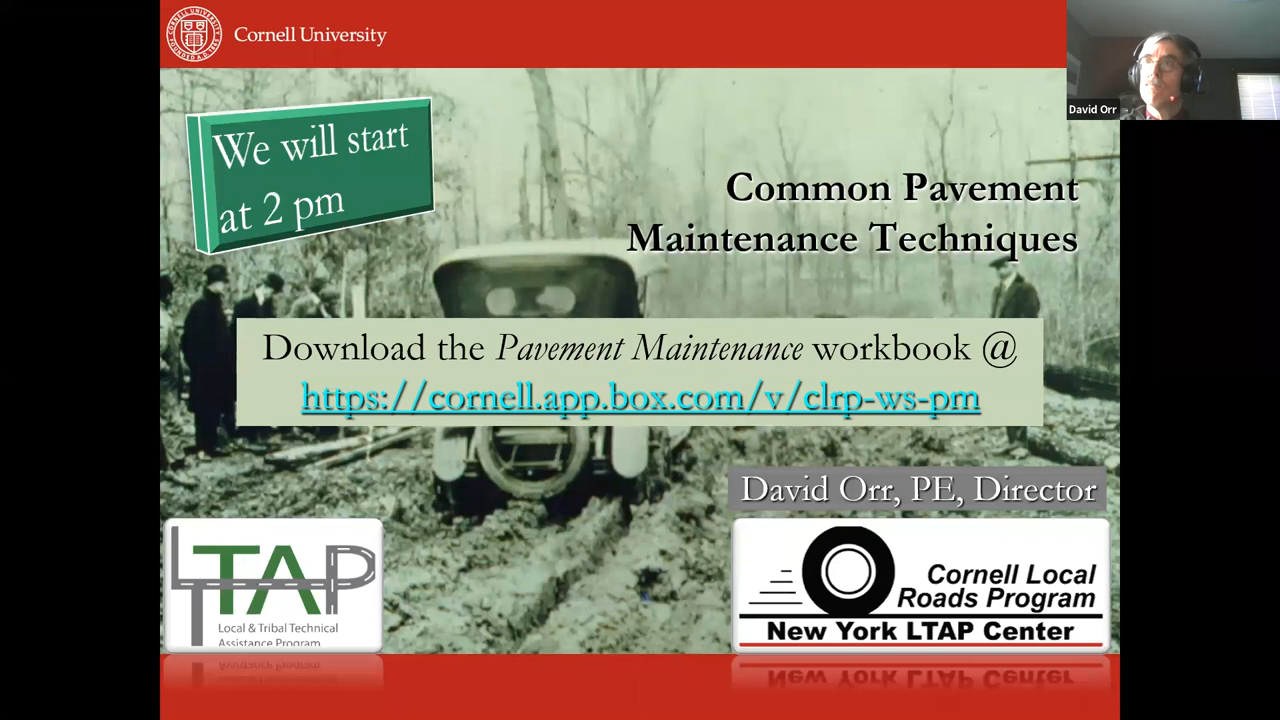 Cornell University
David Orr
We will start
at 2 pm
Common Pavement
Maintenance Techniques
Download the Pavement Maintenance workbook @
https://cornell.app.box.com/v/clrp-ws-pm
David Orr, PE, Director
LTAP
Local & Tribal Technical
Assistance Program
Cornell Local
Roads Program
New York LTAP Center